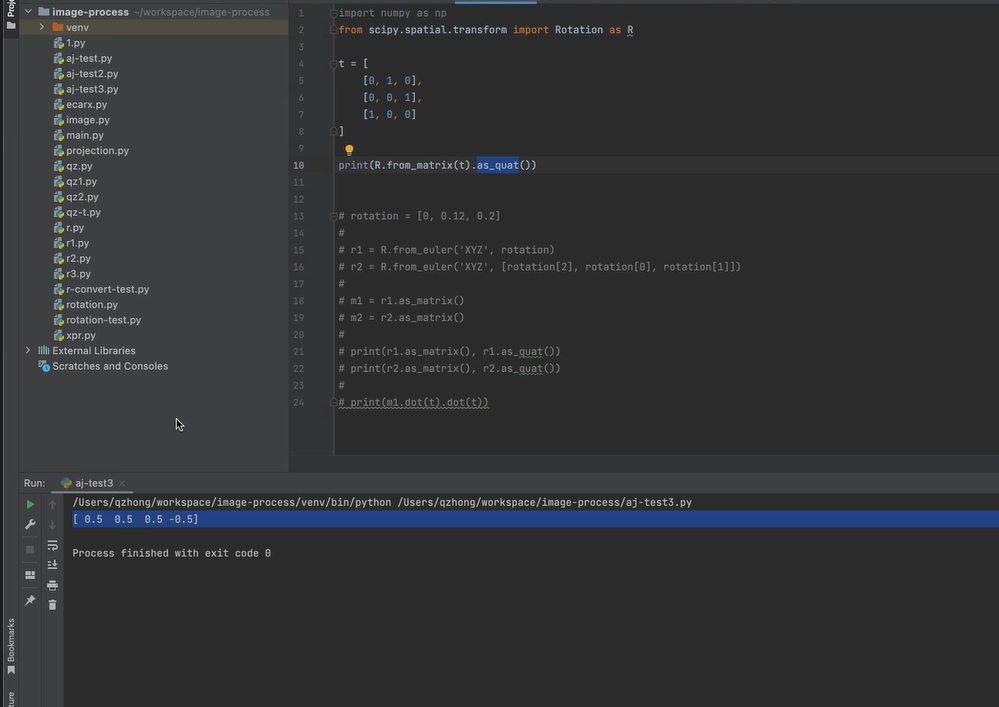 image-process ~/workspace/image-process
venv
1.py
aj-test.py
aj-test2.py
aj-test3.py
ecarx.py
image.py
main.py
projection.py
qz.py
qz1.py
qz2.py
qz-t.py
r.py
r1.py
r2.py
r3.py
r-convert-test.py
rotation.py
rotation-test.py
xpr.py
External Libraries
Scratches and Consoles
1 import numpy as np
2 from scipy.spatial.transform import Rotation as R
3
4 t = [
5 [0, 1, 0],
6 [0, 0, 1],
7 [1, 0, 0]
8 ]
9
10 print(R.from_matrix(t).as_quat())
11
12
13 # rotation = [0, 0.12, 0.2]
14 #
15 # r1 = R.from_euler('XYZ', rotation)
16 # r2 = R.from_euler('XYZ', [rotation[2], rotation[0], rotation[1]])
17 #
18 # m1 = r1.as_matrix()
19 # m2 = r2.as_matrix()
20 #
21 # print(r1.as_matrix(), r1.as_quat())
22 # print(r2.as_matrix(), r2.as_quat())
23 #
24 # print(m1.dot(t).dot(t))
Run: aj-test3
/Users/qzhong/workspace/image-process/venv/bin/python /Users/qzhong/workspace/image-process/aj-test3.py
[ 0.5  0.5  0.5 -0.5]
Process finished with exit code 0
Bookmarks